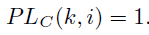 PL_C(k, i) = 1.